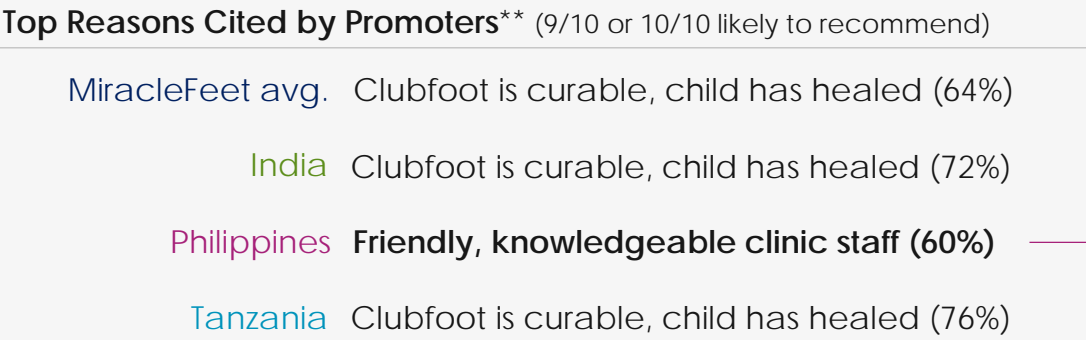 Top Reasons Cited by Promoters** (9/10 or 10/10 likely to recommend)
MiracleFeet avg. Clubfoot is curable, child has healed (64%)
India Clubfoot is curable, child has healed (72%)
Philippines Friendly, knowledgeable clinic staff (60%)
Tanzania Clubfoot is curable, child has healed (76%)